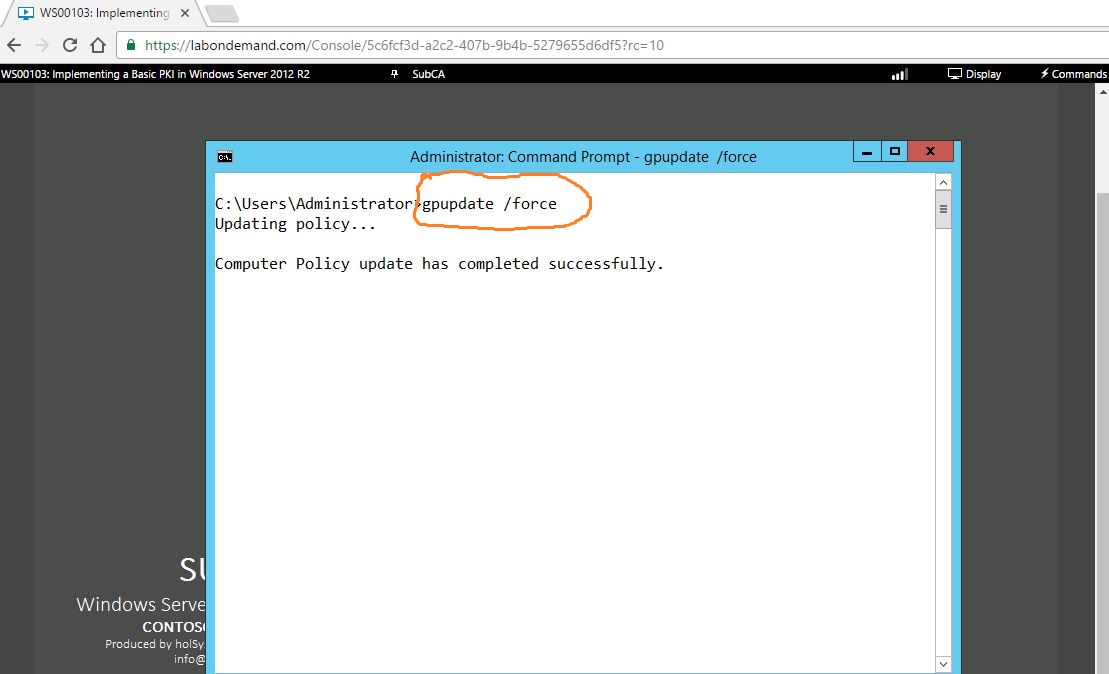 WS00103: Implementing
https://labondemand.com/Console/5c6fcf3d-a2c2-407b-9b4b-5279655d6df5?rc=10
WS00103: Implementing a Basic PKI in Windows Server 2012 R2 SubCA Display Commands
Administrator: Command Prompt - gpupdate /force
C:\Users\Administrator>gpupdate /force
Updating policy...
Computer Policy update has completed successfully.
SU
Windows Serve
CONTOSO
Produced by holSy
info@